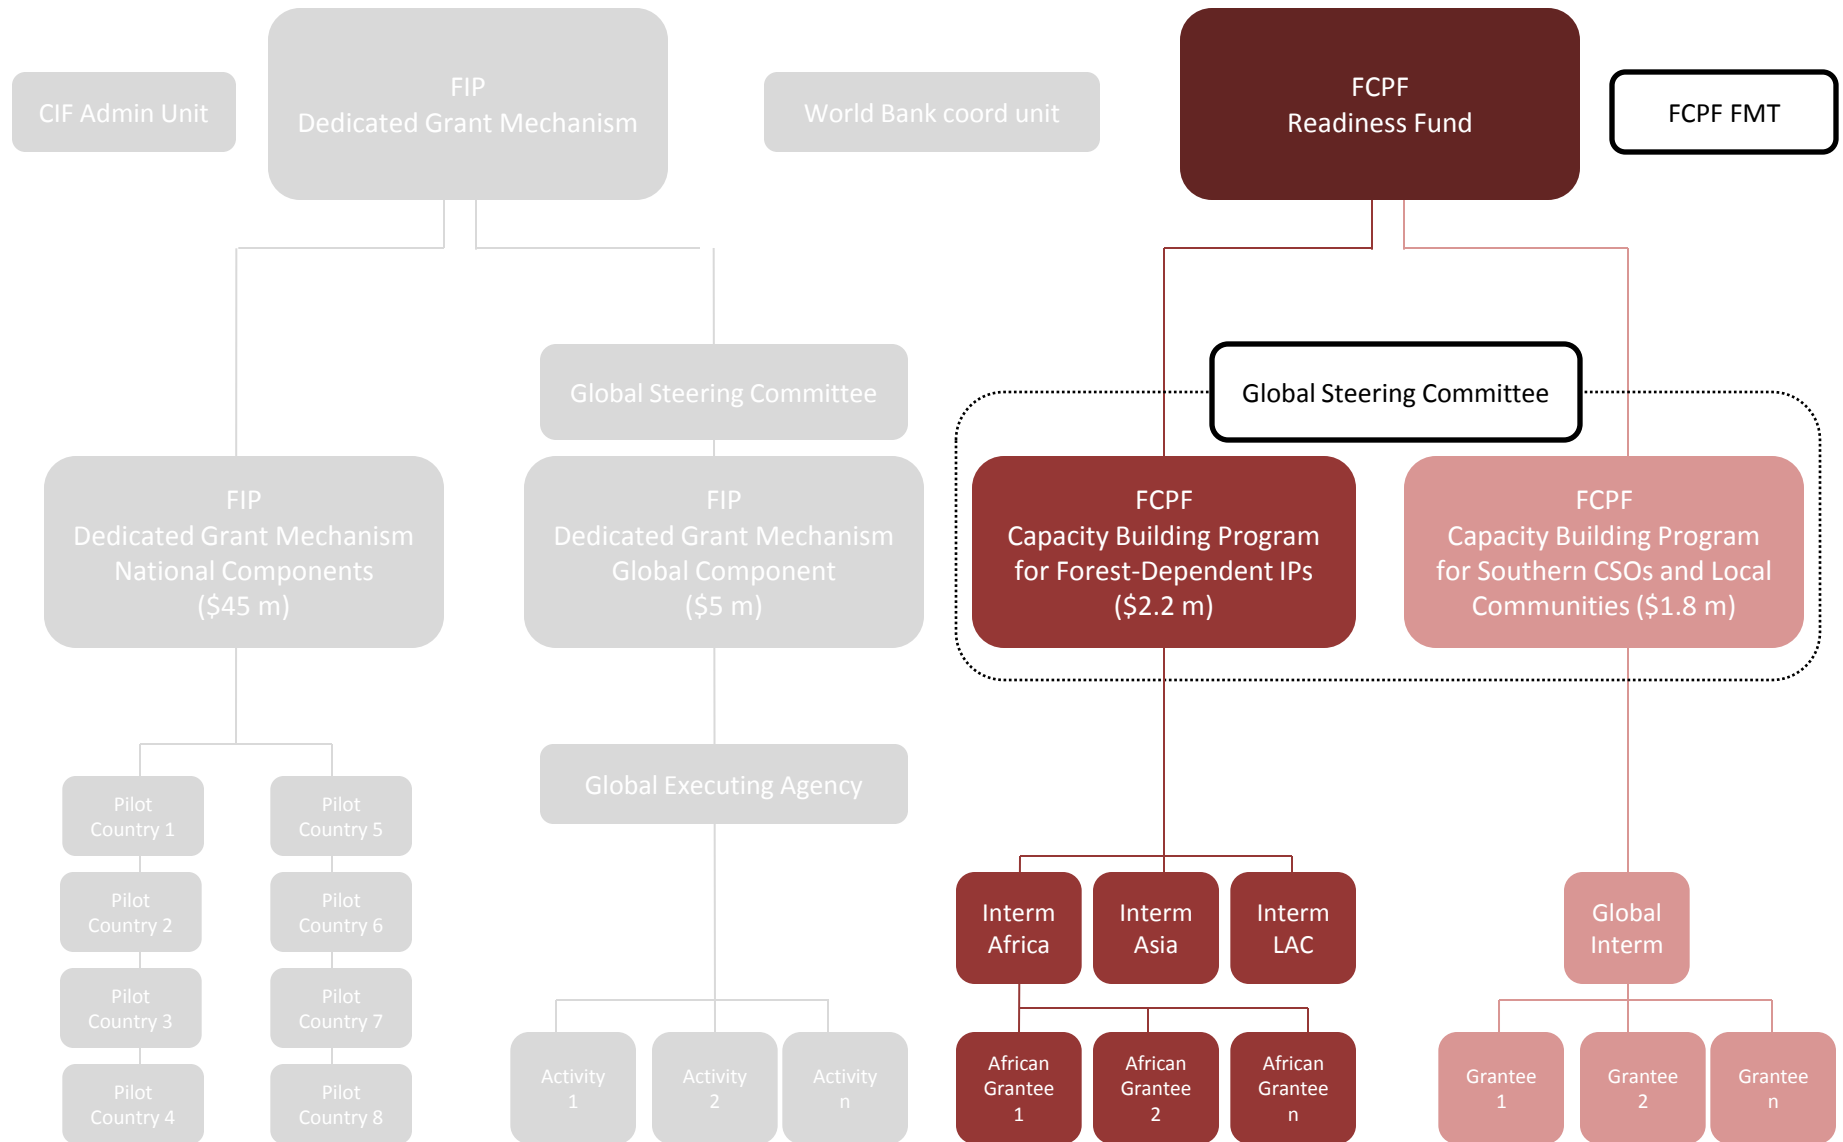 CIF Admin Unit
FIP
Dedicated Grant Mechanism
World Bank coord unit
FCPF
Readiness Fund
FCPF FMT
Global Steering Committee
Global Steering Committee
FIP
Dedicated Grant Mechanism
National Components
($45 m)
FIP
Dedicated Grant Mechanism
Global Component
($5 m)
FCPF
Capacity Building Program
for Forest-Dependent IPs
($2.2 m)
FCPF
Capacity Building Program
for Southern CSOs and Local
Communities ($1.8 m)
Global Executing Agency
Pilot
Country 1
Pilot
Country 5
Pilot
Country 2
Pilot
Country 6
Pilot
Country 3
Pilot
Country 7
Pilot
Country 4
Pilot
Country 8
Activity
1
Activity
2
Activity
n
Interm
Africa
Interm
Asia
Interm
LAC
Global
Interm
African
Grantee
1
African
Grantee
2
African
Grantee
n
Grantee
1
Grantee
2
Grantee
n